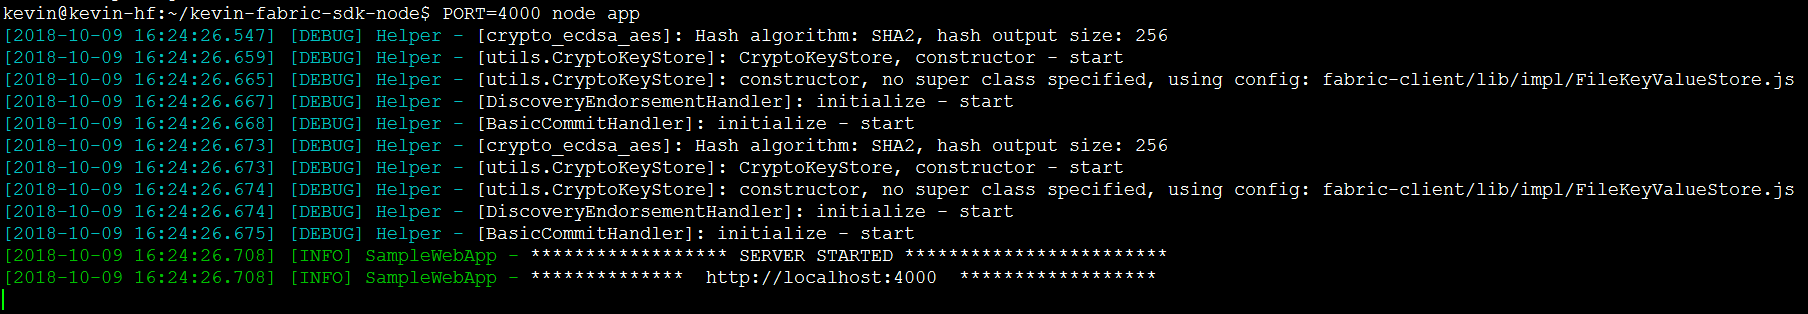 kevin@kevin-hf:~/kevin-fabric-sdk-node$ PORT=4000 node app
[2018-10-09 16:24:26.547] [DEBUG] Helper - [crypto_ecdsa_aes]: Hash algorithm: SHA2, hash output size: 256
[2018-10-09 16:24:26.659] [DEBUG] Helper - [utils.CryptoKeyStore]: CryptoKeyStore, constructor - start
[2018-10-09 16:24:26.665] [DEBUG] Helper - [utils.CryptoKeyStore]: constructor, no super class specified, using config: fabric-client/lib/impl/FileKeyValueStore.js
[2018-10-09 16:24:26.667] [DEBUG] Helper - [DiscoveryEndorsementHandler]: initialize - start
[2018-10-09 16:24:26.668] [DEBUG] Helper - [BasicCommitHandler]: initialize - start
[2018-10-09 16:24:26.673] [DEBUG] Helper - [crypto_ecdsa_aes]: Hash algorithm: SHA2, hash output size: 256
[2018-10-09 16:24:26.673] [DEBUG] Helper - [utils.CryptoKeyStore]: CryptoKeyStore, constructor - start
[2018-10-09 16:24:26.674] [DEBUG] Helper - [utils.CryptoKeyStore]: constructor, no super class specified, using config: fabric-client/lib/impl/FileKeyValueStore.js
[2018-10-09 16:24:26.674] [DEBUG] Helper - [DiscoveryEndorsementHandler]: initialize - start
[2018-10-09 16:24:26.675] [DEBUG] Helper - [BasicCommitHandler]: initialize - start
[2018-10-09 16:24:26.708] [INFO] SampleWebApp - ****************** SERVER STARTED ************************
[2018-10-09 16:24:26.708] [INFO] SampleWebApp - **************  http://localhost:4000  ******************